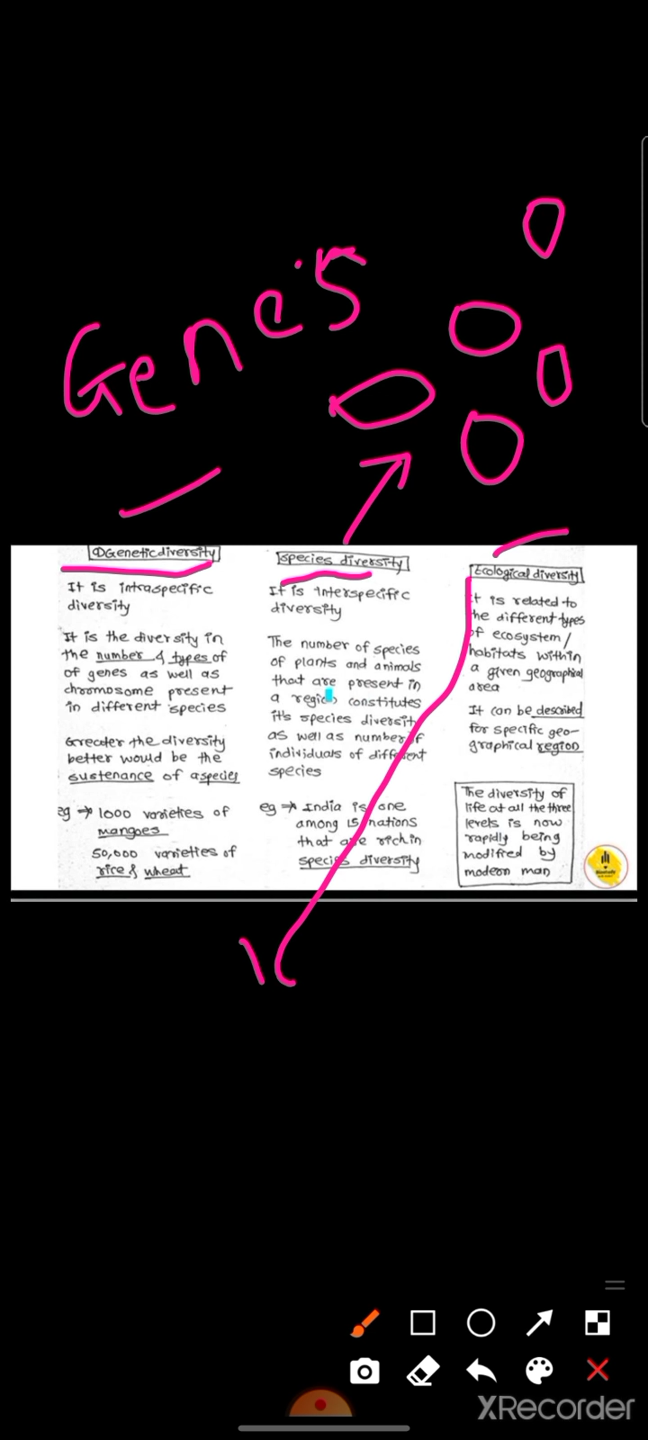 Genes
①Genetic diversity
It is intraspecific
diversity
It is the diversity in
the number & types of
of genes as well as
chromosome present
in different species
Greater the diversity
better would be the
sustenance of a species
eg → 1000 varieties of
mangoes
50,000 varieties of
rice & wheat
species diversity
It is interspecific
diversity
The number of species
of plants and animals
that are present in
a region constitutes
it's species diversity
as well as number of
individuals of different
species
eg → India is one
among 15 nations
that are rich in
species diversity
Ecological diversity
It is related to
the different types
of ecosystem/
habitats within
a given geographical
area
It can be described
for specific geo-
graphical region
The diversity of
life at all the three
levels is now
rapidly being
modified by
modern man
XRecorder